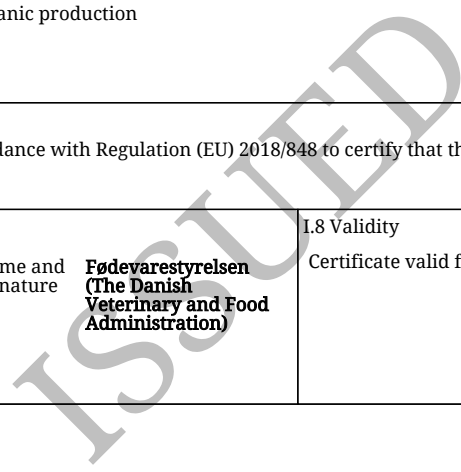 anic production
dance with Regulation (EU) 2018/848 to certify that th
I.8 Validity
me and
nature
Fødevarestyrelsen
(The Danish
Veterinary and Food
Administration)
Certificate valid f
ISSUED